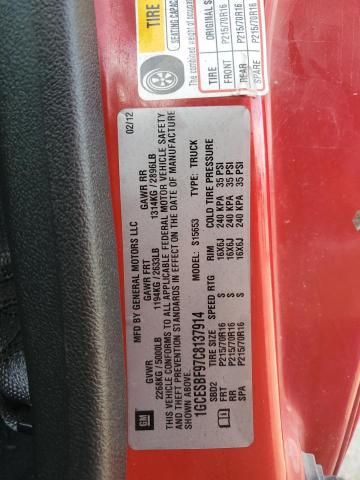 TIRE
SEATING CAPACITY
TIRE ORIGINAL S
FRONT P215/70R16
REAR P215/70R16
SPARE P215/70R16
02/12
MFD BY GENERAL MOTORS LLC
GVWR GAWR FRT GAWR RR
2268KG / 5000LB 1194KG / 2633LB 1314KG / 2896LB
THIS VEHICLE CONFORMS TO ALL APPLICABLE FEDERAL MOTOR VEHICLE SAFETY
AND THEFT PREVENTION STANDARDS IN EFFECT ON THE DATE OF MANUFACTURE
SHOWN ABOVE.
1GCESBF97C8137914 MODEL: S15653 TYPE: TRUCK
SBD2 TIRE SIZE SPEED RTG RIM COLD TIRE PRESSURE
FRT P215/70R16 S 16X6J 240 KPA 35 PSI
RR P215/70R16 S 16X6J 240 KPA 35 PSI
SPA P215/70R16 S 16X6J 240 KPA 35 PSI
GM